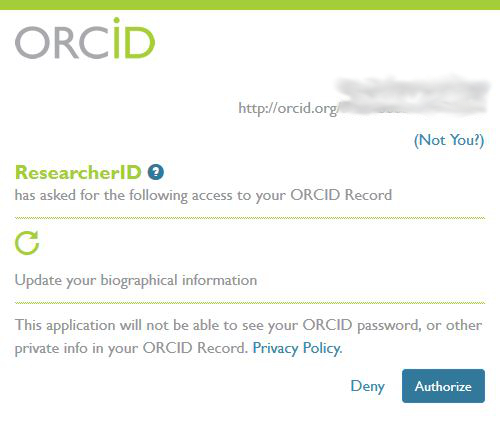 ORCiD
http://orcid.org/
(Not You?)
ResearcherID ?
has asked for the following access to your ORCID Record
Update your biographical information
This application will not be able to see your ORCID password, or other
private info in your ORCID Record. Privacy Policy.
Deny Authorize